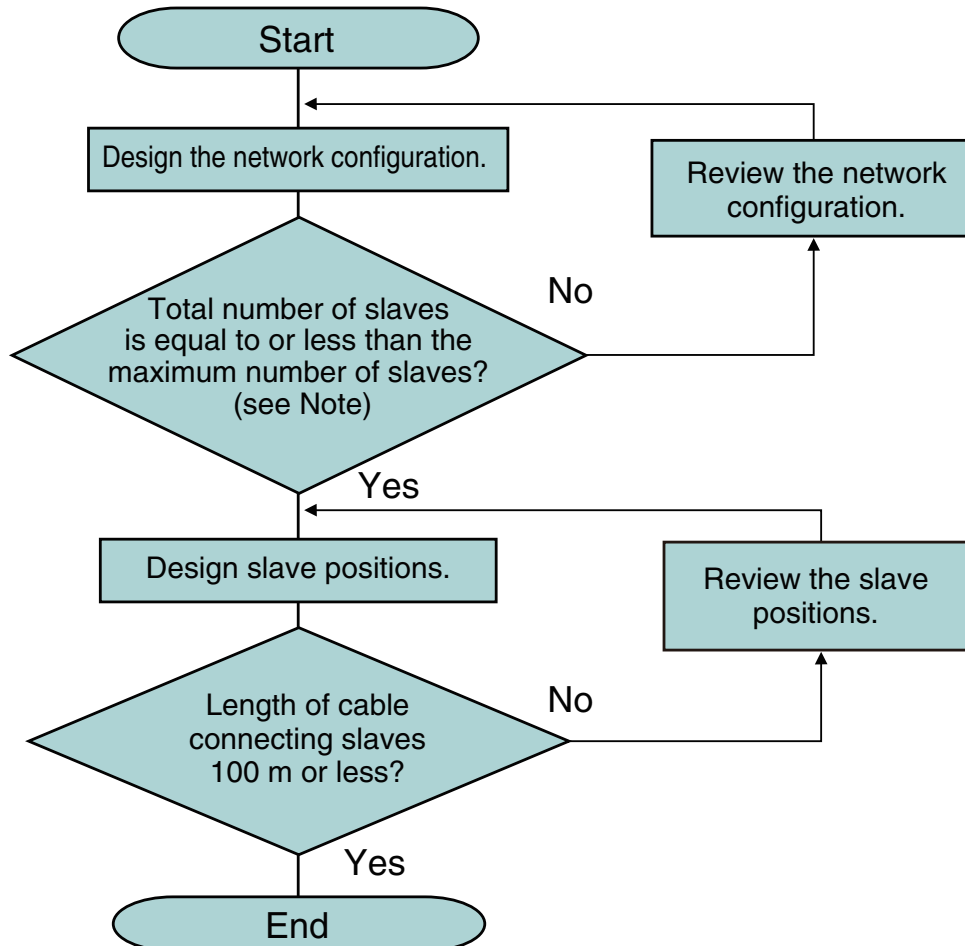 Start
Design the network configuration.
Review the network
configuration.
Total number of slaves
is equal to or less than the
maximum number of slaves?
(see Note)
No
Yes
Design slave positions.
Review the slave
positions.
Length of cable
connecting slaves
100 m or less?
No
Yes
End